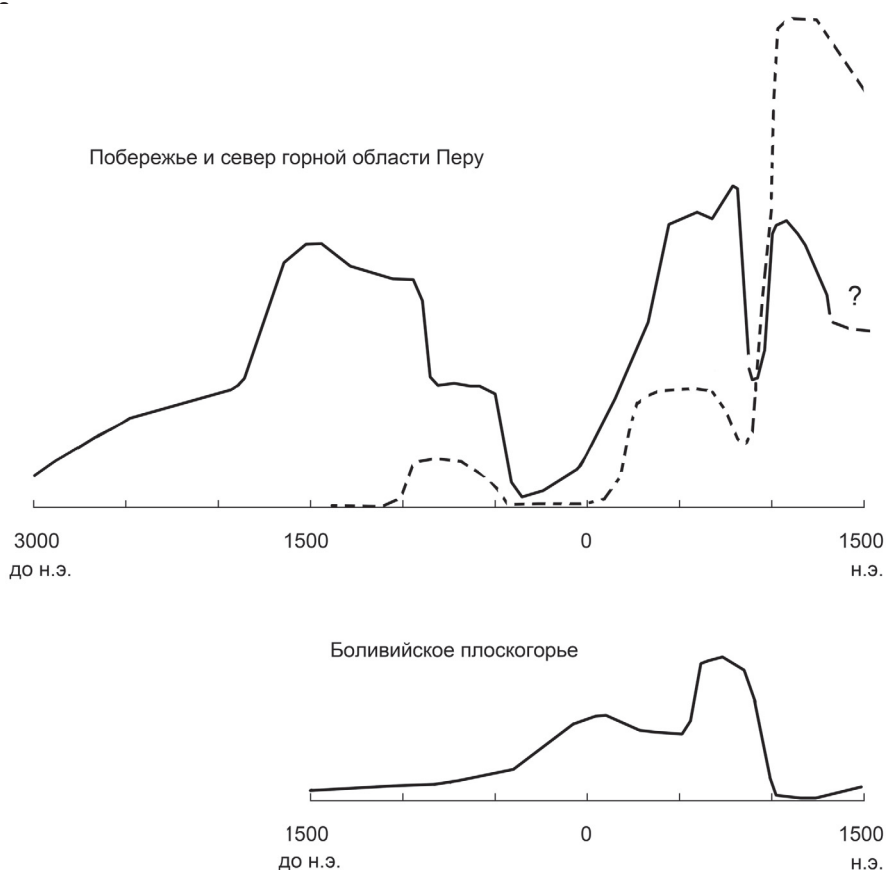 Побережье и север горной области Перу
?
3000 1500 0 1500
до н.э. н.э.
Боливийское плоскогорье
1500 0 1500
до н.э. н.э.